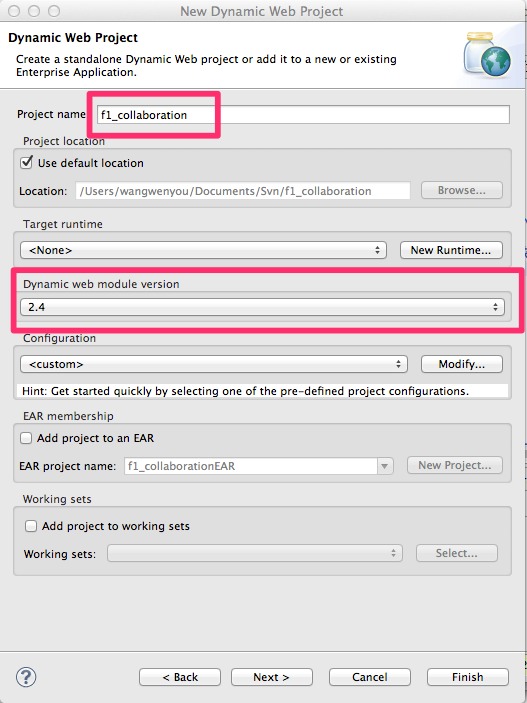 New Dynamic Web Project
Dynamic Web Project
Create a standalone Dynamic Web project or add it to a new or existing
Enterprise Application.
Project name f1_collaboration
Project location
Use default location
Location: /Users/wangwenyou/Documents/Svn/f1_collaboration Browse...
Target runtime
<None> New Runtime...
Dynamic web module version
2.4
Configuration
<custom> Modify...
Hint: Get started quickly by selecting one of the pre-defined project configurations.
EAR membership
Add project to an EAR
EAR project name: f1_collaborationEAR New Project...
Working sets
Add project to working sets
Working sets: Select...
? < Back Next > Cancel Finish